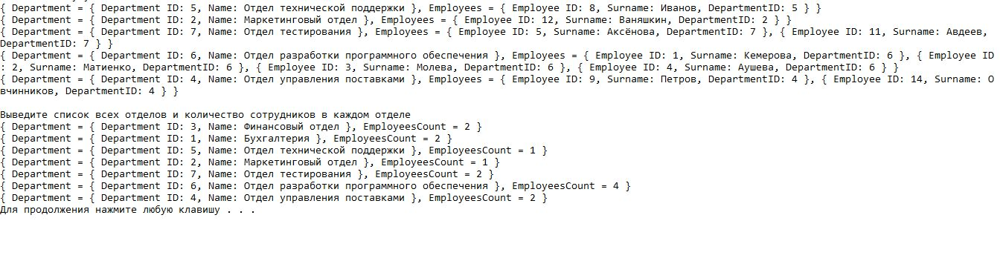 { Department = { Department ID: 5, Name: Отдел технической поддержки }, Employees = { Employee ID: 8, Surname: Иванов, DepartmentID: 5 } }
{ Department = { Department ID: 2, Name: Маркетинговый отдел }, Employees = { Employee ID: 12, Surname: Ваняшкин, DepartmentID: 2 } }
{ Department = { Department ID: 7, Name: Отдел тестирования }, Employees = { Employee ID: 5, Surname: Аксёнова, DepartmentID: 7 }, { Employee ID: 11, Surname: Авдеев,
DepartmentID: 7 } }
{ Department = { Department ID: 6, Name: Отдел разработки программного обеспечения }, Employees = { Employee ID: 1, Surname: Кемерова, DepartmentID: 6 }, { Employee ID
: 2, Surname: Матиенко, DepartmentID: 6 }, { Employee ID: 3, Surname: Молева, DepartmentID: 6 }, { Employee ID: 4, Surname: Аушева, DepartmentID: 6 } }
{ Department = { Department ID: 4, Name: Отдел управления поставками }, Employees = { Employee ID: 9, Surname: Петров, DepartmentID: 4 }, { Employee ID: 14, Surname: О
вчинников, DepartmentID: 4 } }
Выведите список всех отделов и количество сотрудников в каждом отделе
{ Department = { Department ID: 3, Name: Финансовый отдел }, EmployeesCount = 2 }
{ Department = { Department ID: 1, Name: Бухгалтерия }, EmployeesCount = 2 }
{ Department = { Department ID: 5, Name: Отдел технической поддержки }, EmployeesCount = 1 }
{ Department = { Department ID: 2, Name: Маркетинговый отдел }, EmployeesCount = 1 }
{ Department = { Department ID: 7, Name: Отдел тестирования }, EmployeesCount = 2 }
{ Department = { Department ID: 6, Name: Отдел разработки программного обеспечения }, EmployeesCount = 4 }
{ Department = { Department ID: 4, Name: Отдел управления поставками }, EmployeesCount = 2 }
Для продолжения нажмите любую клавишу . . .